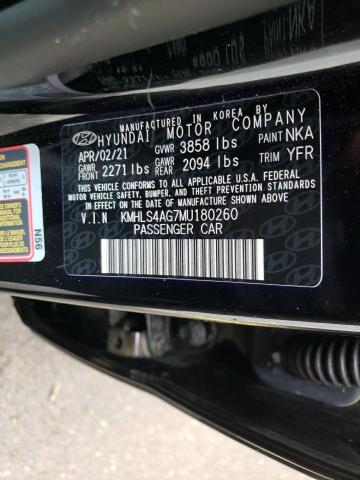 MANUFACTURED IN KOREA BY
HYUNDAI MOTOR COMPANY
APR/02/21 GVWR 3858 lbs PAINT NKA
GAWR FRONT 2271 lbs GAWR REAR 2094 lbs TRIM YFR
THIS VEHICLE CONFORMS TO ALL APPLICABLE
U.S.A. FEDERAL MOTOR VEHICLE SAFETY, BUMPER,
AND THEFT PREVENTION STANDARDS IN EFFECT ON
THE DATE OF MANUFACTURE SHOWN ABOVE.
V.I.N KMHLS4AG7MU180260
PASSENGER CAR
N56